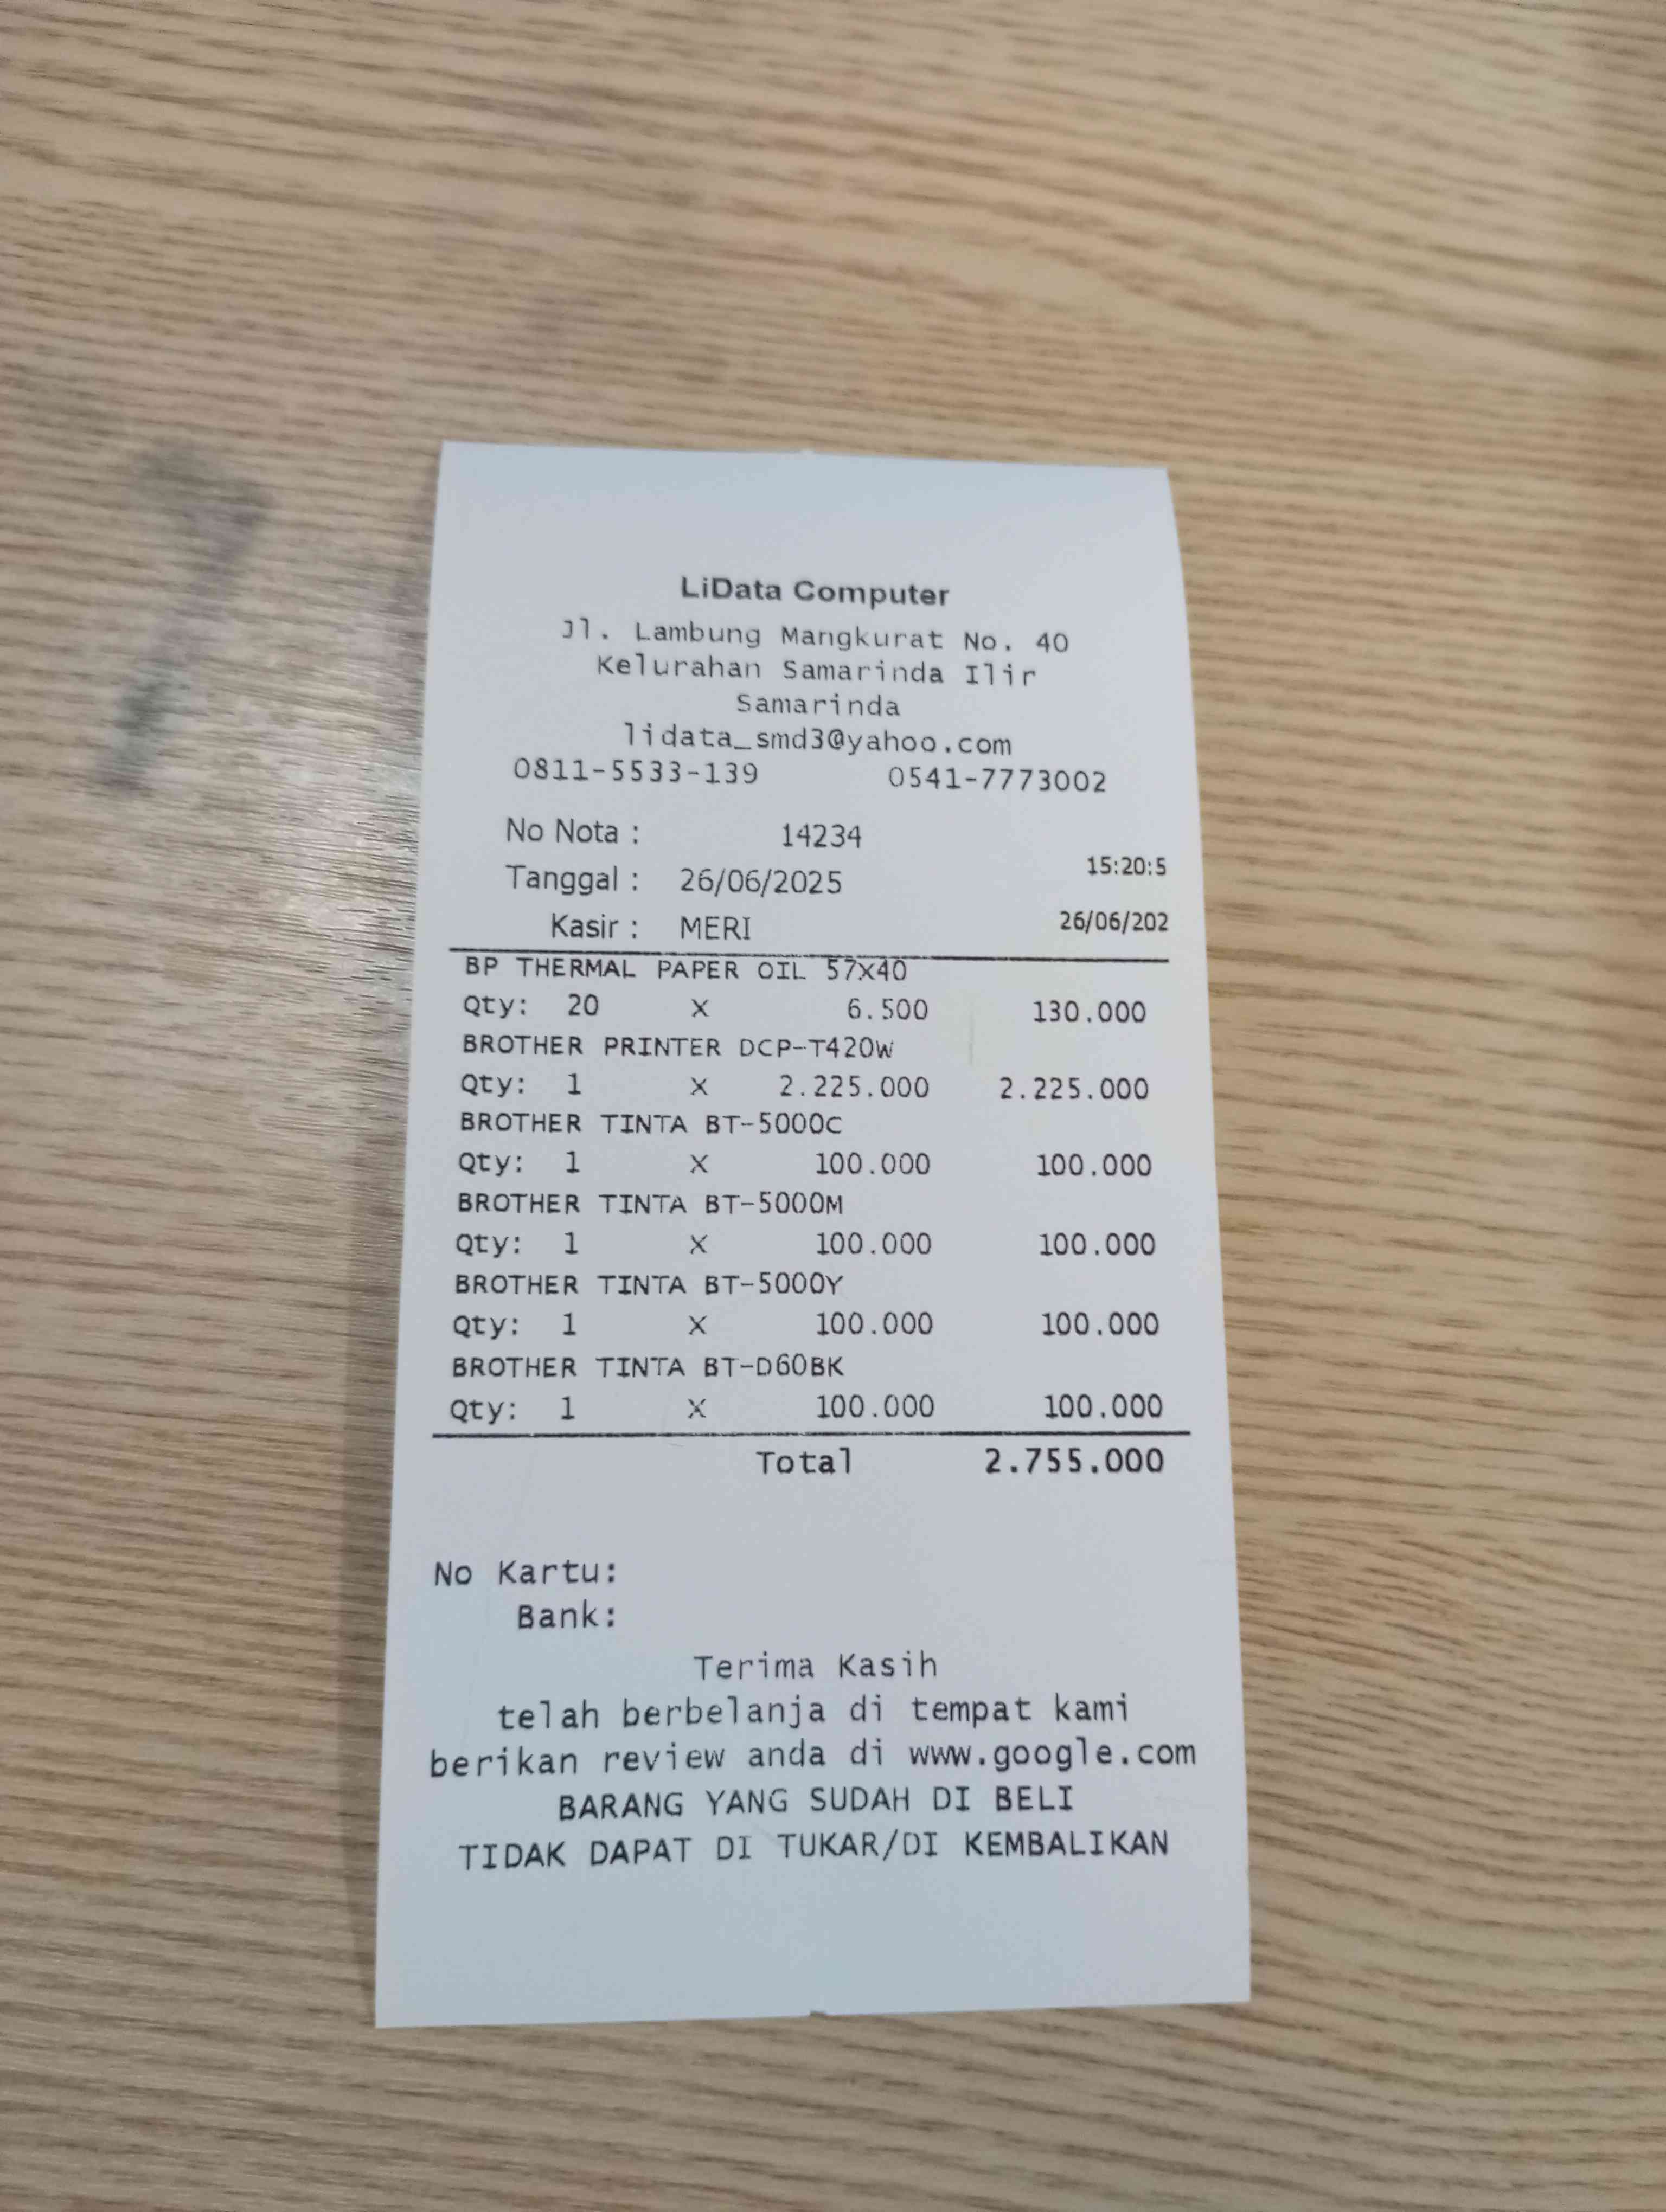 LiData Computer
Jl. Lambung Mangkurat No. 40
Kelurahan Samarinda Ilir
Samarinda
lidata_smd3@yahoo.com
0811-5533-139 0541-7773002
No Nota : 14234
15:20:5
Tanggal : 26/06/2025
Kasir : MERI 26/06/202
BP THERMAL PAPER OIL 57X40
Qty: 20 X 6.500 130.000
BROTHER PRINTER DCP-T420W
Qty: 1 X 2.225.000 2.225.000
BROTHER TINTA BT-5000C
Qty: 1 X 100.000 100.000
BROTHER TINTA BT-5000M
Qty: 1 X 100.000 100.000
BROTHER TINTA BT-5000Y
Qty: 1 X 100.000 100.000
BROTHER TINTA BT-D60BK
Qty: 1 X 100.000 100.000
Total 2.755.000
No Kartu:
Bank:
Terima Kasih
telah berbelanja di tempat kami
berikan review anda di www.google.com
BARANG YANG SUDAH DI BELI
TIDAK DAPAT DI TUKAR/DI KEMBALIKAN